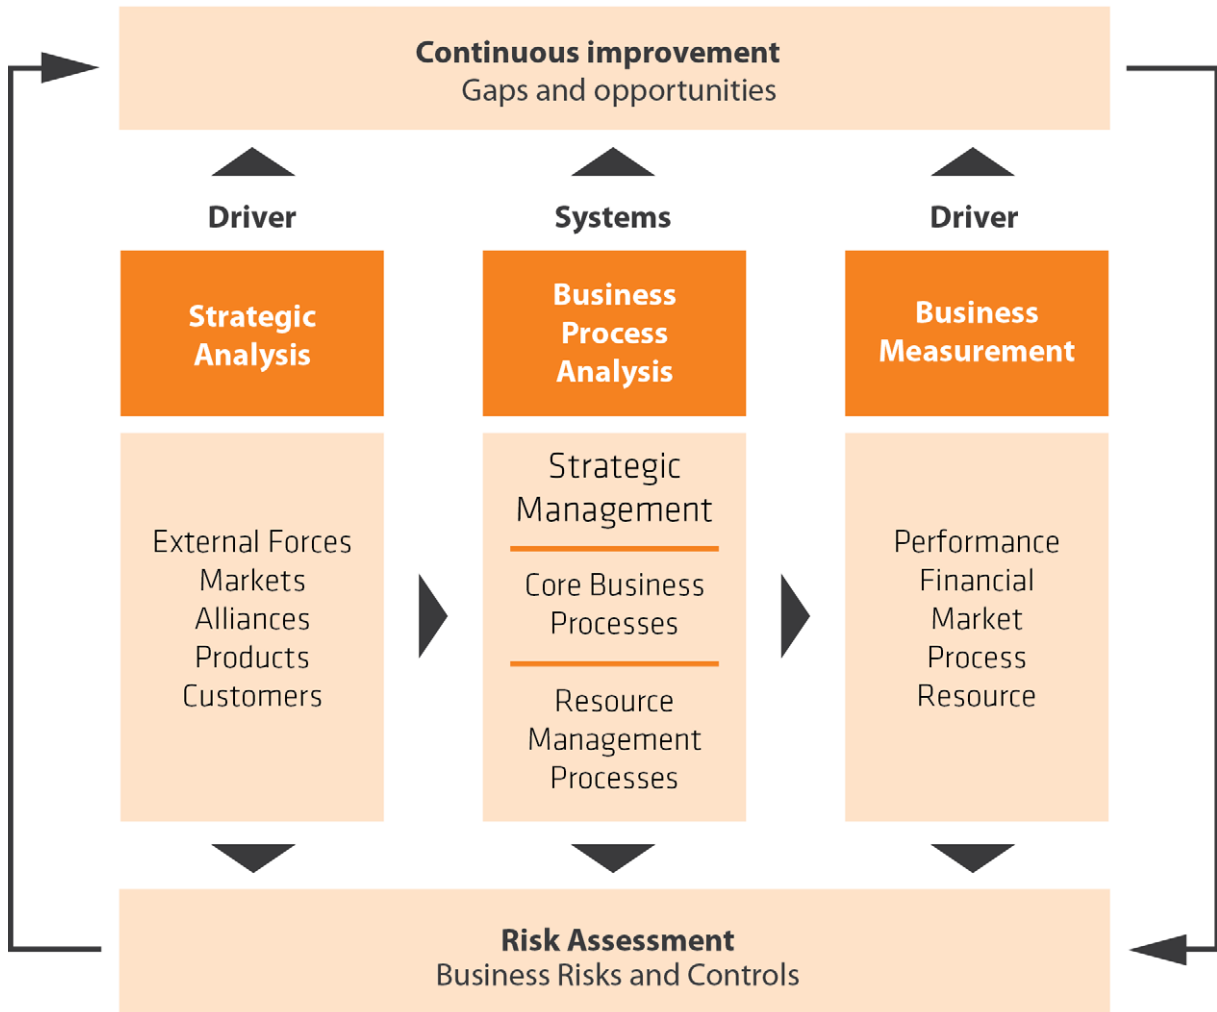 Continuous improvement
Gaps and opportunities
Driver
Systems
Driver
Strategic
Analysis
Business
Process
Analysis
Business
Measurement
External Forces
Markets
Alliances
Products
Customers
Strategic
Management
Core Business
Processes
Resource
Management
Processes
Performance
Financial
Market
Process
Resource
Risk Assessment
Business Risks and Controls